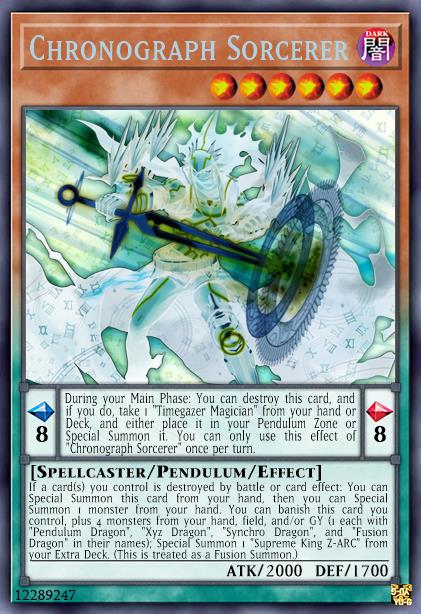 CHRONOGRAPH SORCERER
DARK
闇
During your Main Phase: You can destroy this card, and
if you do, take 1 "Timegazer Magician" from your hand or
Deck, and either place it in your Pendulum Zone or
Special Summon it. You can only use this effect of
"Chronograph Sorcerer" once per turn.
8
8
[SPELLCASTER/PENDULUM/EFFECT]
If a card(s) you control is destroyed by battle or card effect: You can
Special Summon this card from your hand, then you can Special
Summon 1 monster from your hand. You can banish this card you
control, plus 4 monsters from your hand, field, and/or GY (1 each with
"Pendulum Dragon", "Xyz Dragon", "Synchro Dragon", and "Fusion
Dragon" in their names); Special Summon 1 "Supreme King Z-ARC" from
your Extra Deck. (This is treated as a Fusion Summon.)
ATK/2000 DEF/1700
12289247